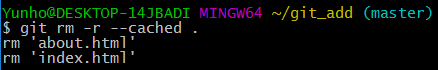 Yunho@DESKTOP-14JBADI MINGW64 ~/git_add (master)
$ git rm -r --cached .
rm 'about.html'
rm 'index.html'